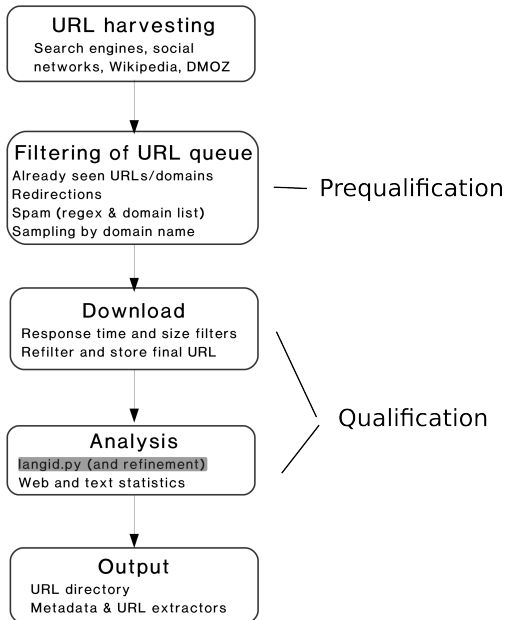 URL harvesting
Search engines, social
networks, Wikipedia, DMOZ
Filtering of URL queue
Already seen URLs/domains
Redirections
Spam (regex & domain list)
Sampling by domain name
Prequalification
Download
Response time and size filters
Refilter and store final URL
Qualification
Analysis
langid.py (and refinement)
Web and text statistics
Output
URL directory
Metadata & URL extractors